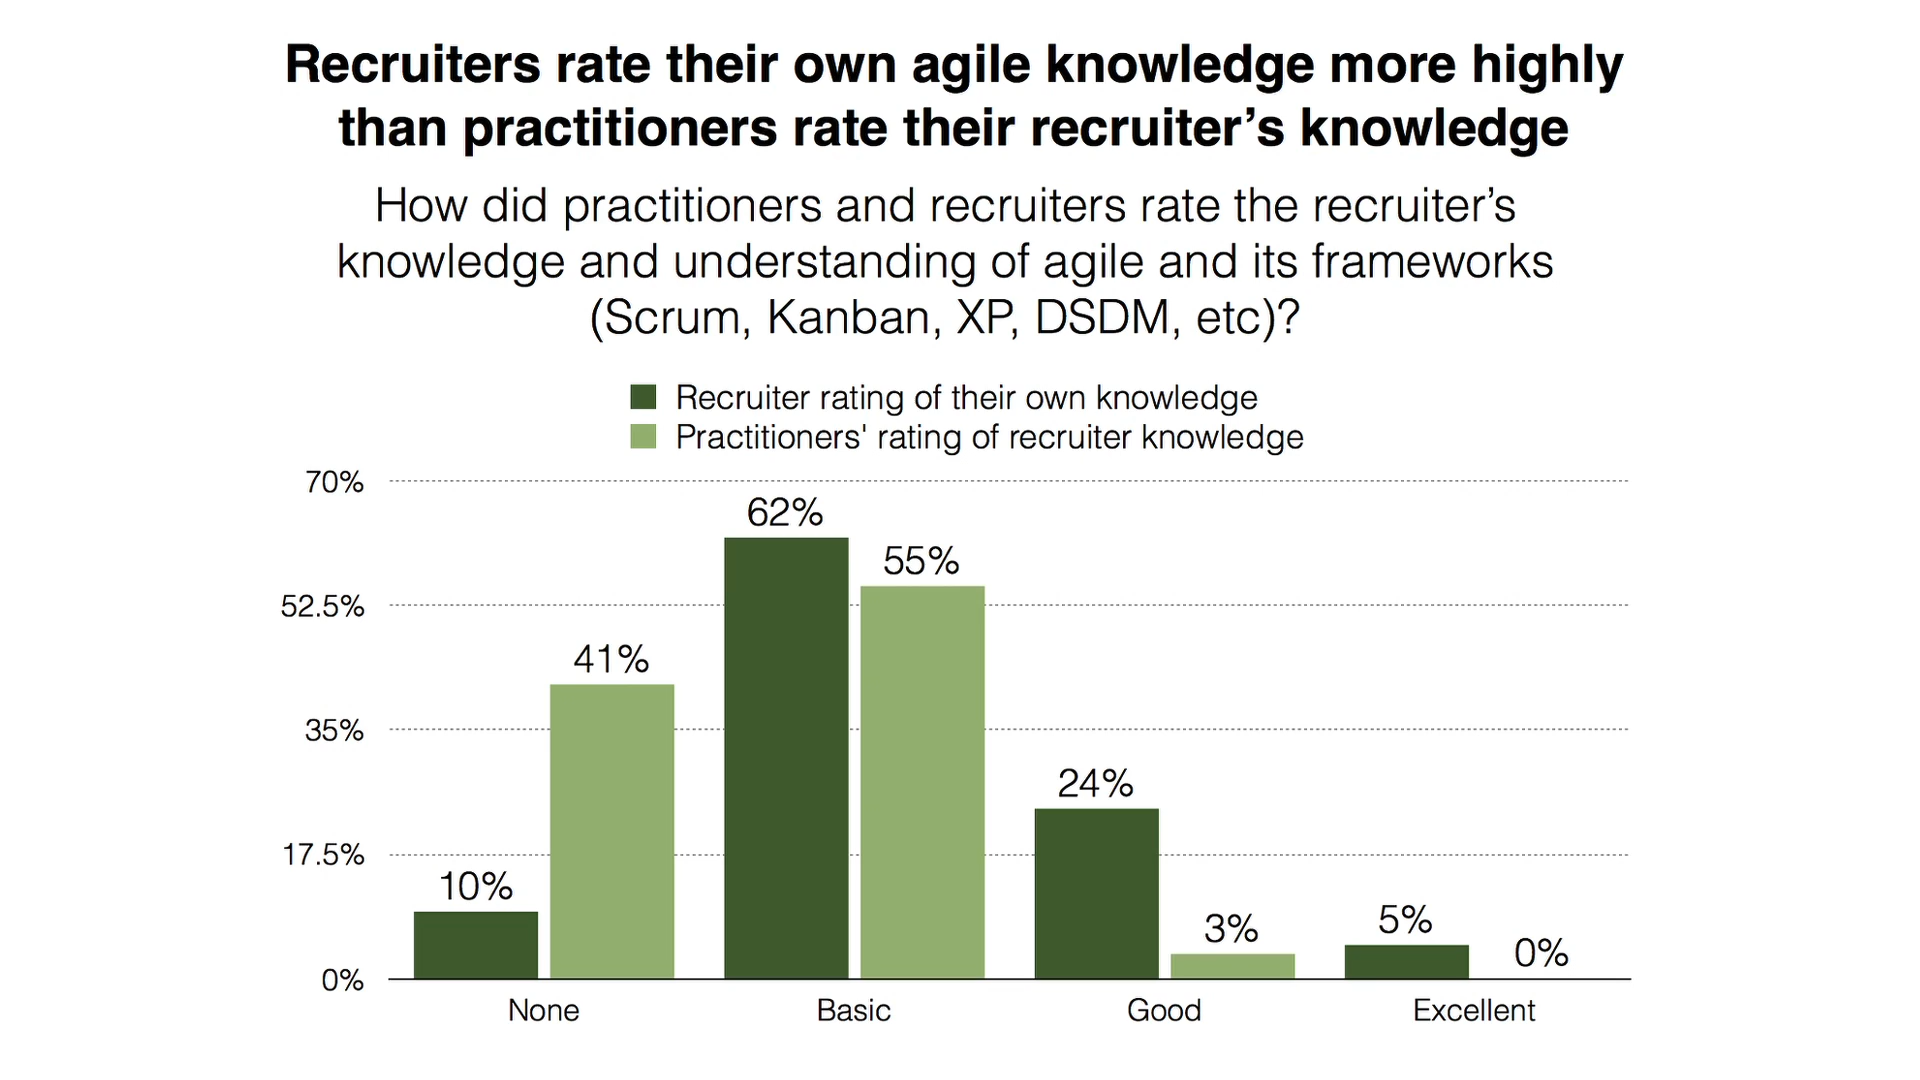 Recruiters rate their own agile knowledge more highly
than practitioners rate their recruiter’s knowledge
How did practitioners and recruiters rate the recruiter’s
knowledge and understanding of agile and its frameworks
(Scrum, Kanban, XP, DSDM, etc)?
Recruiter rating of their own knowledge
Practitioners' rating of recruiter knowledge
70%
52.5%
35%
17.5%
0%
10%
41%
62%
55%
24%
3%
5%
0%
None
Basic
Good
Excellent